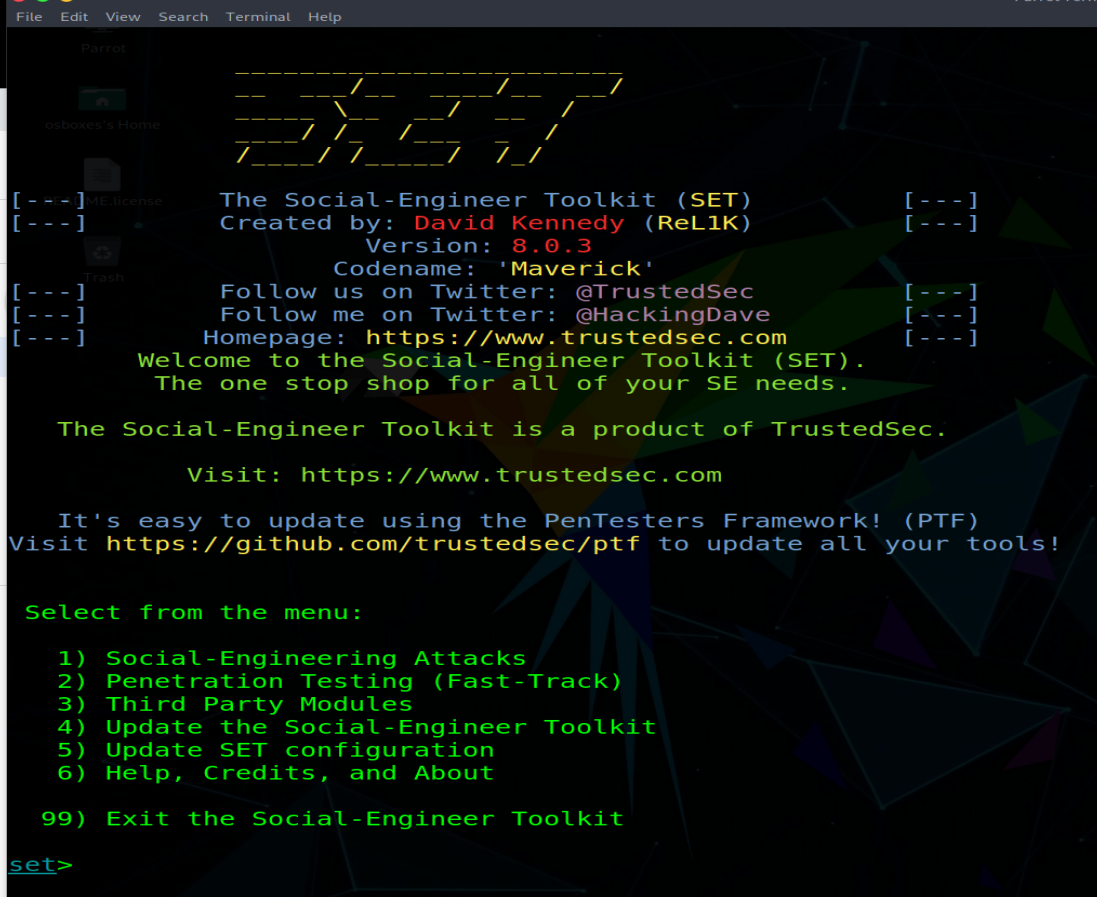 File Edit View Search Terminal Help
Parrot
osboxes's Home
README.license
Trash
[---] The Social-Engineer Toolkit (SET) [---]
[---] Created by: David Kennedy (ReL1K) [---]
Version: 8.0.3
Codename: 'Maverick'
[---] Follow us on Twitter: @TrustedSec [---]
[---] Follow me on Twitter: @HackingDave [---]
[---] Homepage: https://www.trustedsec.com [---]
Welcome to the Social-Engineer Toolkit (SET).
The one stop shop for all of your SE needs.
The Social-Engineer Toolkit is a product of TrustedSec.
Visit: https://www.trustedsec.com
It's easy to update using the PenTesters Framework! (PTF)
Visit https://github.com/trustedsec/ptf to update all your tools!
Select from the menu:
1) Social-Engineering Attacks
2) Penetration Testing (Fast-Track)
3) Third Party Modules
4) Update the Social-Engineer Toolkit
5) Update SET configuration
6) Help, Credits, and About
99) Exit the Social-Engineer Toolkit
set>